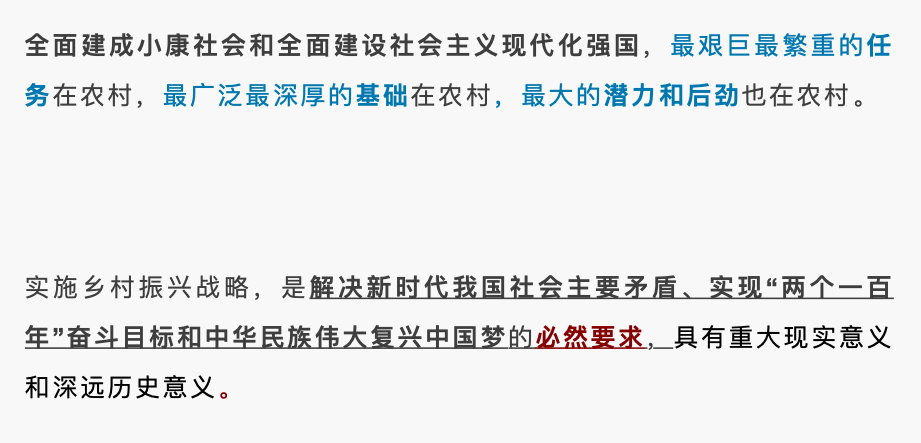 全面建成小康社会和全面建设社会主义现代化强国，最艰巨最繁重的任
务在农村，最广泛最深厚的基础在农村，最大的潜力和后劲也在农村。
实施乡村振兴战略，是解决新时代我国社会主要矛盾、实现“两个一百
年”奋斗目标和中华民族伟大复兴中国梦的必然要求，具有重大现实意义
和深远历史意义。